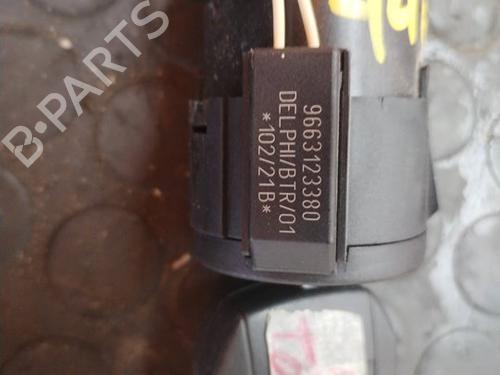 9663123380
DELPHI/BTR/01
*102/21B*
B-PARTS